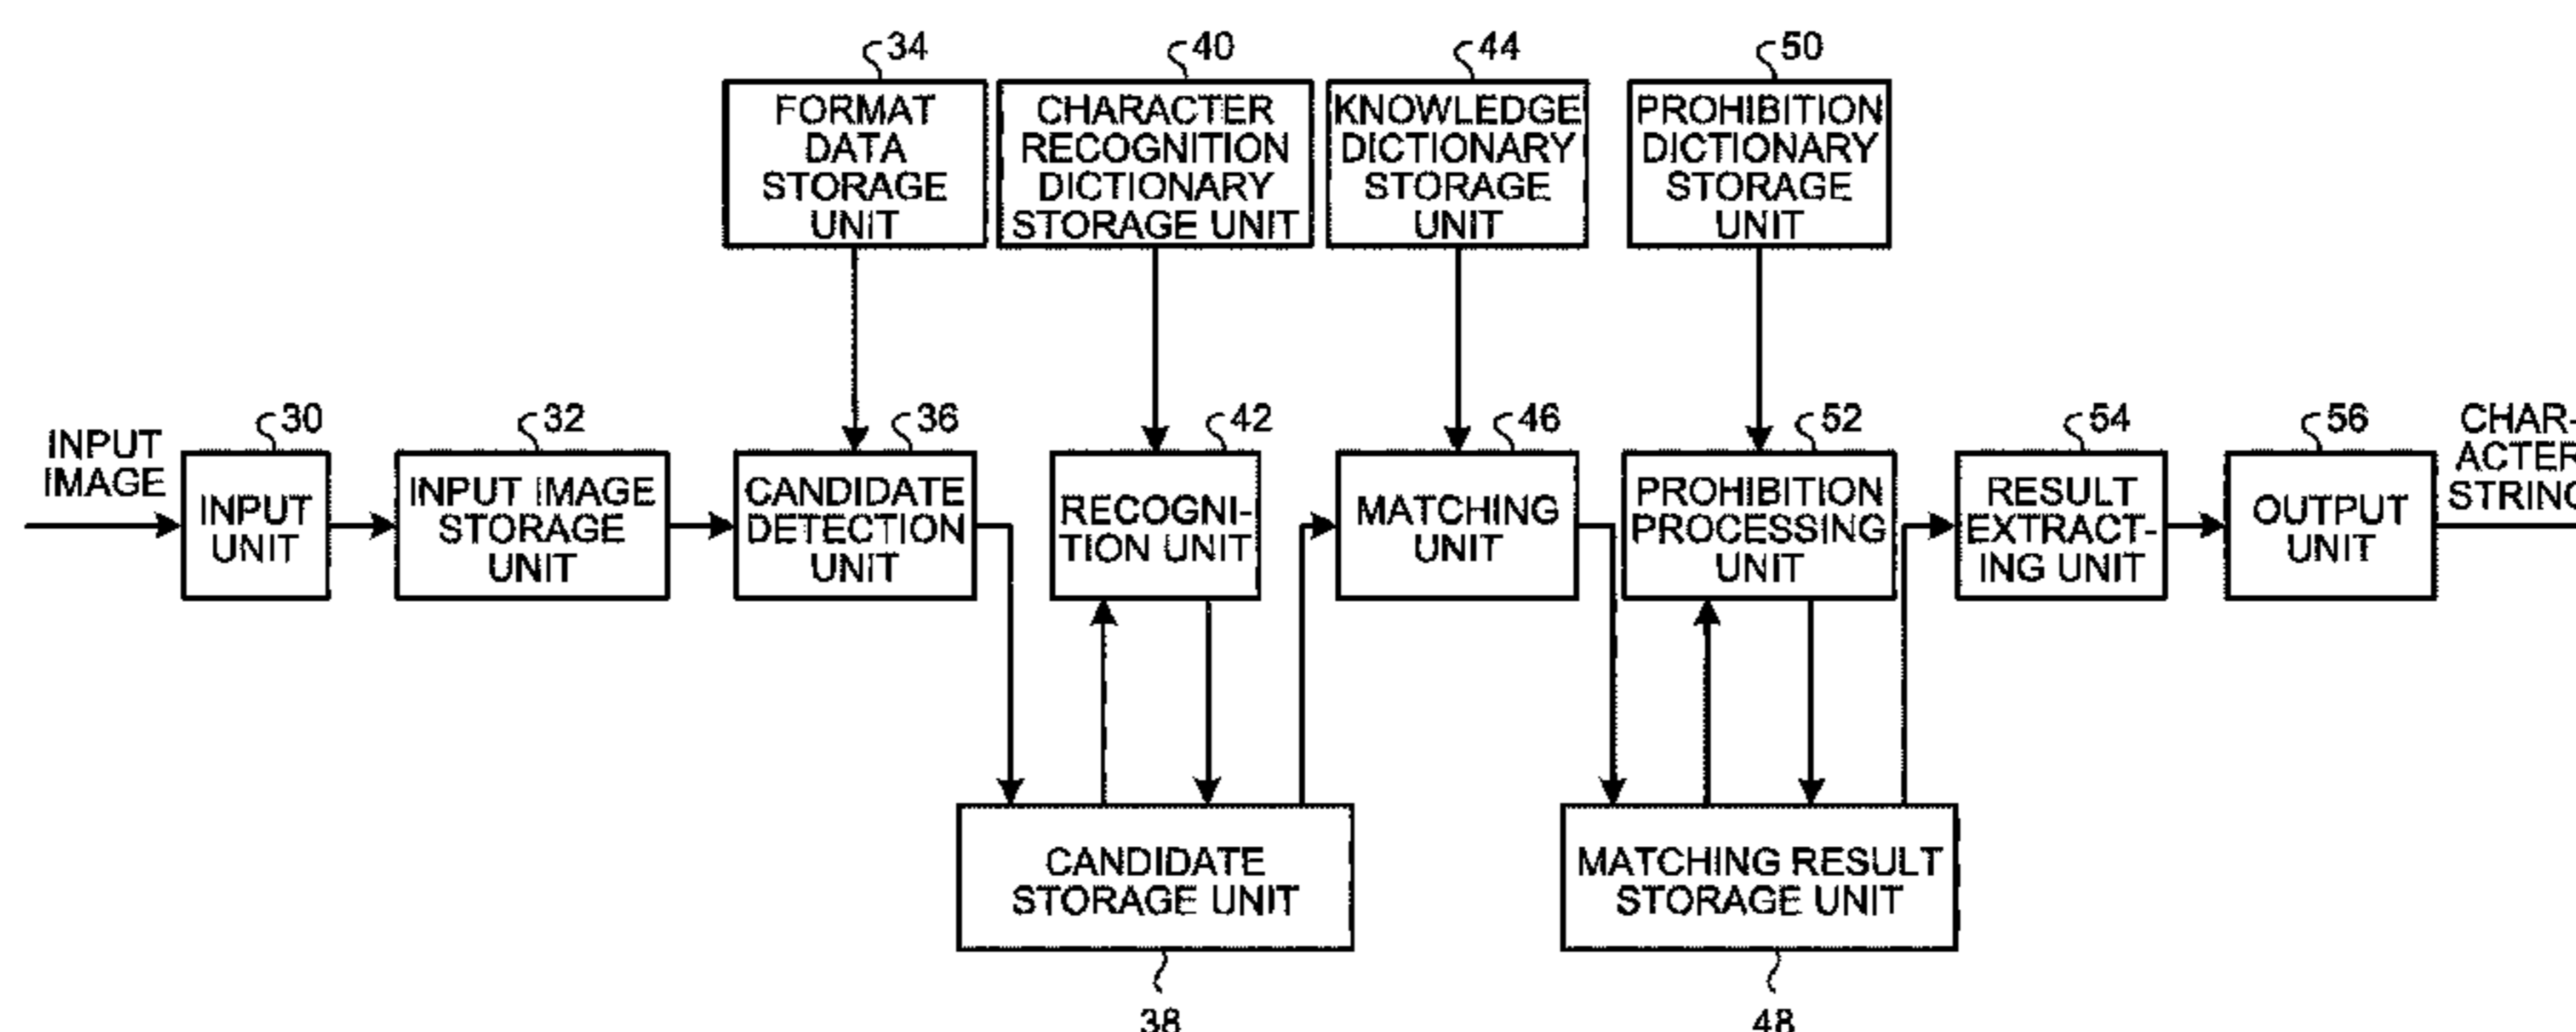 34
40
44
50
FORMAT
DATA
STORAGE
UNIT
CHARACTER
RECOGNITION
DICTIONARY
STORAGE UNIT
KNOWLEDGE
DICTIONARY
STORAGE
UNIT
PROHIBITION
DICTIONARY
STORAGE
UNIT
INPUT
IMAGE
30
INPUT
UNIT
32
INPUT IMAGE
STORAGE
UNIT
36
CANDIDATE
DETECTION
UNIT
42
RECOGNI-
TION UNIT
46
MATCHING
UNIT
52
PROHIBITION
PROCESSING
UNIT
54
RESULT
EXTRACT-
ING UNIT
56
OUTPUT
UNIT
CHAR-
ACTER
STRING
CANDIDATE
STORAGE UNIT
38
MATCHING RESULT
STORAGE UNIT
48